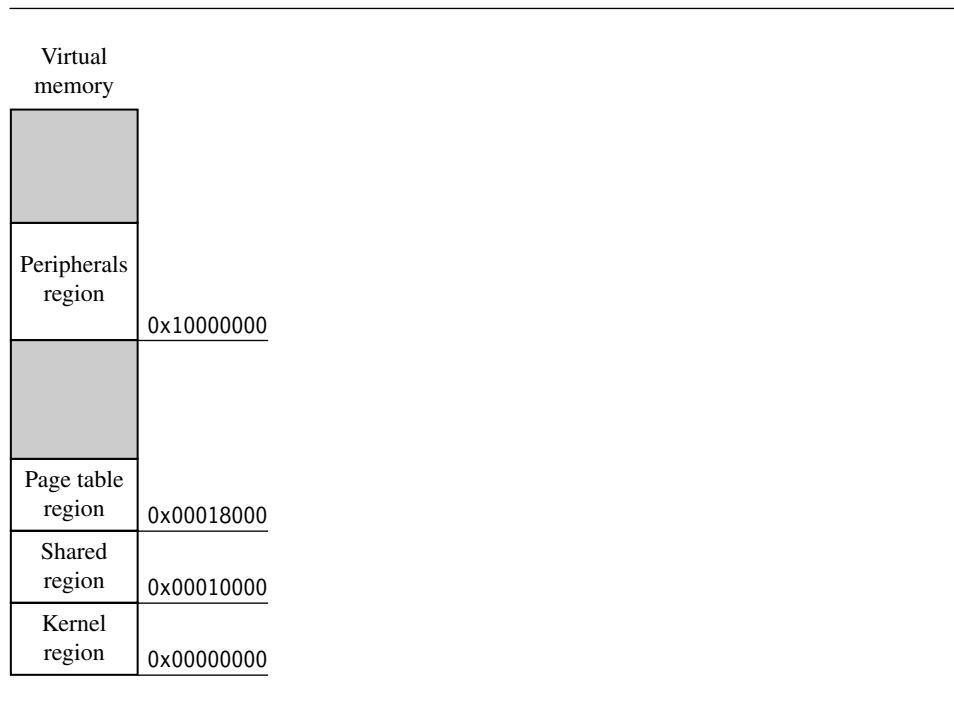 Virtual
memory
Peripherals
region
0x10000000
Page table
region
0x00018000
Shared
region
0x00010000
Kernel
region
0x00000000